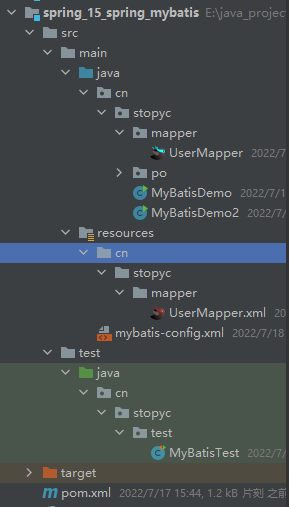 spring_15_spring_mybatis E:\java_projec
src
main
java
cn
stopyc
mapper
UserMapper 2022/7/
po
MyBatisDemo 2022/7/1
MyBatisDemo2 2022/7/
resources
cn
stopyc
mapper
UserMapper.xml 20
mybatis-config.xml 2022/7/18
test
java
cn
stopyc
test
MyBatisTest 2022/7
target
pom.xml 2022/7/17 15:44, 1.2 kB 片刻 之前